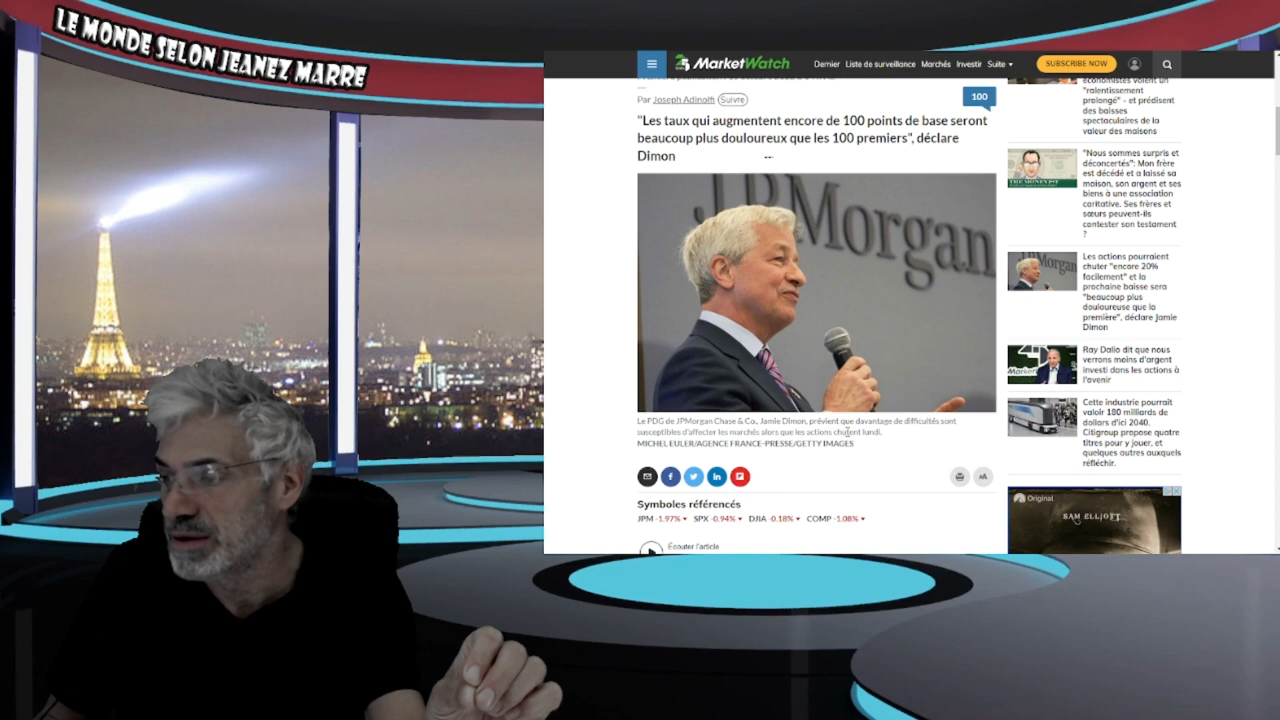 LE MONDE SELON JEANEZ MARRE
MarketWatch
Dernier Liste de surveillance Marchés Investir Suite
SUBSCRIBE NOW
Par Joseph Adinolfi Suivre
100
"Les taux qui augmentent encore de 100 points de base seront
beaucoup plus douloureux que les 100 premiers", déclare
Dimon
JPMorgan
Le PDG de JPMorgan Chase & Co., Jamie Dimon, prévient que davantage de difficultés sont
susceptibles d'affecter les marchés alors que les actions chutent lundi.
MICHEL EULER/AGENCE FRANCE-PRESSE/GETTY IMAGES
Symboles référencés
JPM -1.97% SPX -0.94% DJIA -0.18% COMP -1.08%
Écouter l'article
économistes voient un
"ralentissement
prolongé" - et prédisent
des baisses
spectaculaires de la
valeur des maisons
"Nous sommes surpris et
déconcertés": Mon frère
est décédé et a laissé sa
maison, son argent et ses
biens à une association
caritative. Ses frères et
sœurs peuvent-ils
contester son testament
?
THE MONEYIST
Les actions pourraient
chuter "encore 20%
facilement" et la
prochaine baisse sera
"beaucoup plus
douloureuse que la
première", déclare Jamie
Dimon
Morgan
Ray Dalio dit que nous
verrons moins d'argent
investi dans les actions à
l'avenir
Cette industrie pourrait
valoir 180 milliards de
dollars d'ici 2040.
Citigroup propose quatre
titres pour y jouer, et
quelques autres auxquels
réfléchir.
Original
SAM ELLIOTT